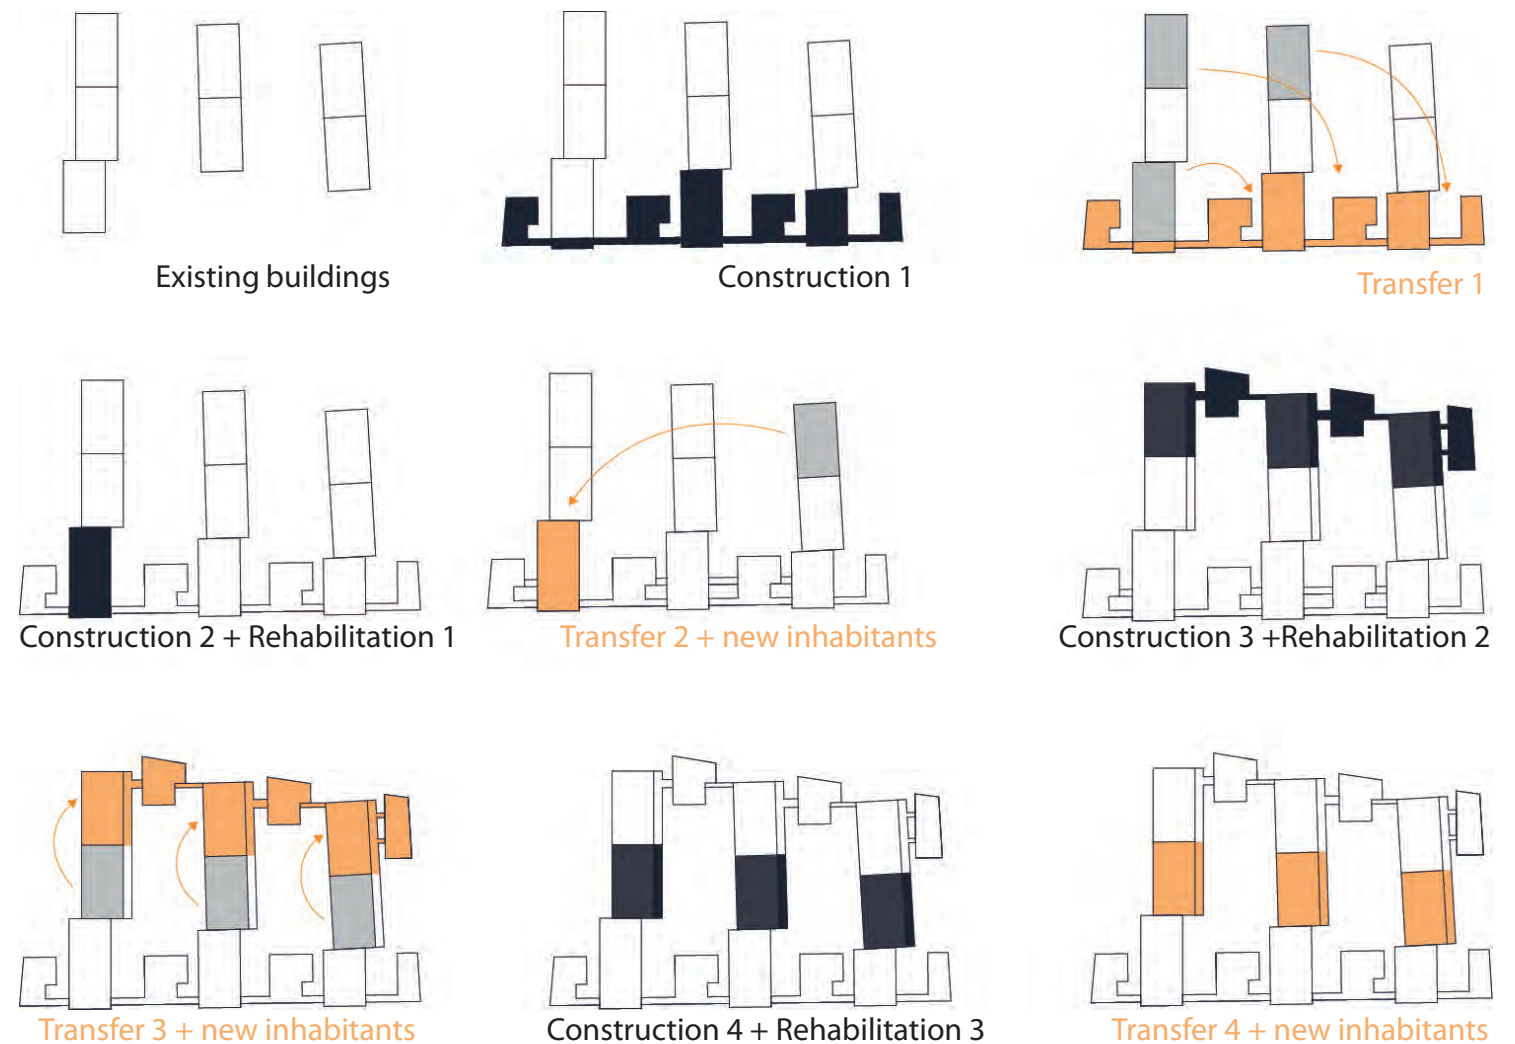 Existing buildings
Construction 1
Transfer 1
Construction 2 + Rehabilitation 1
Transfer 2 + new inhabitants
Construction 3 +Rehabilitation 2
Transfer 3 + new inhabitants
Construction 4 + Rehabilitation 3
Transfer 4 + new inhabitants